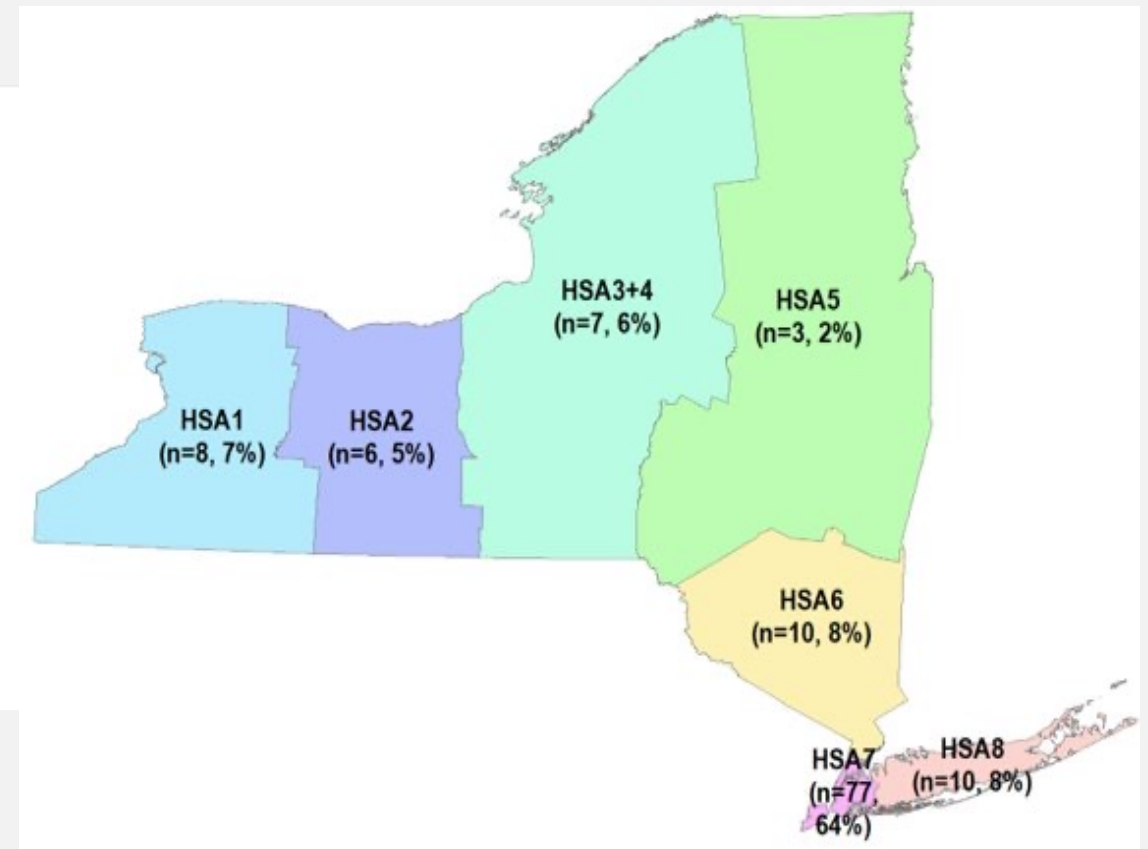 HSA3+4
(n=7, 6%)
HSA5
(n=3, 2%)
HSA1
(n=8, 7%)
HSA2
(n=6, 5%)
HSA6
(n=10, 8%)
HSA7
(n=77,
64%)
HSA8
(n=10, 8%)